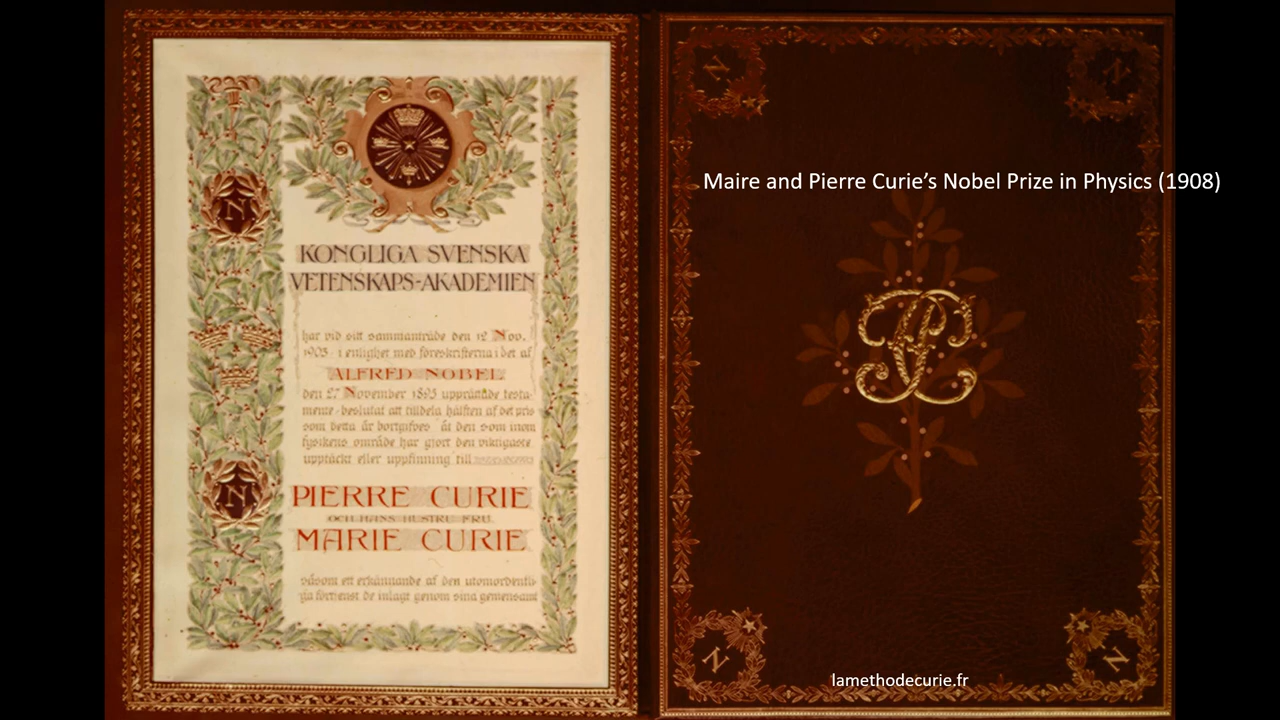 N
N
KONGLIGA SVENSKA
VETENSKAPS-AKADEMIEN
har vid sitt sammanträde den 12 Nov.
1903 i enlighet med föreskrifterna i det af
ALFRED NOBEL
den 27 November 1895 upprättade testa-
mente beslutat att tilldela hälften af det pris
som detta år bortgifves åt den som inom
fysikens område har gjort den viktigaste
upptäckt eller uppfinning till
PIERRE CURIE
OCH HANS HUSTRU FRU
MARIE CURIE
såsom ett erkännande af den utomordentli-
ga förtjenst de inlagt genom sina gemensamt
N
N
Maire and Pierre Curie’s Nobel Prize in Physics (1908)
PC
N
N
lamethodecurie.fr